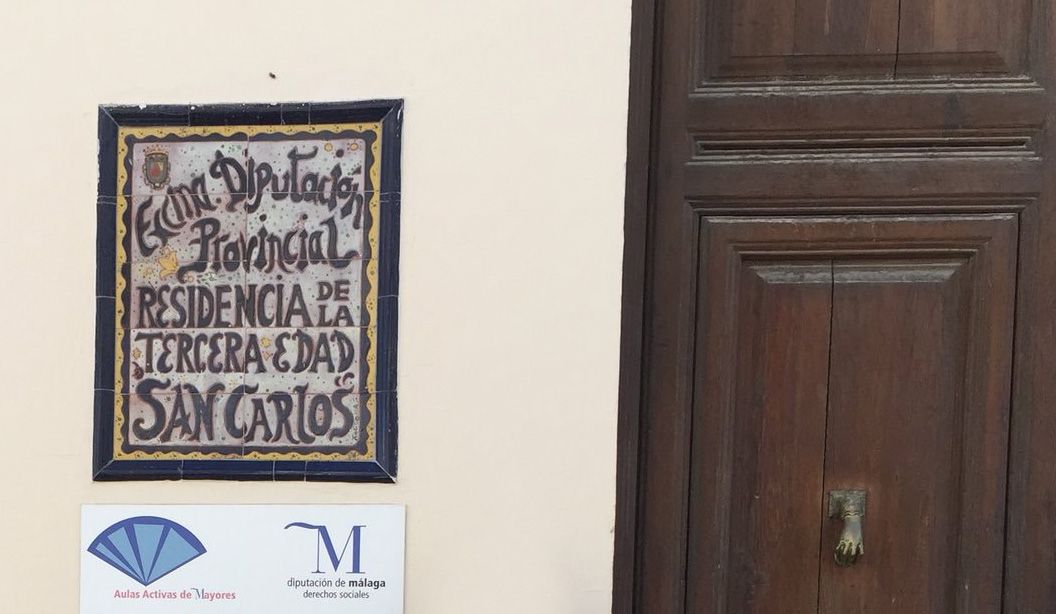 Excma. Diputación
Provincial
RESIDENCIA DE LA
TERCERA EDAD
SAN CARLOS
Aulas Activas de Mayores
M
diputación de málaga
derechos sociales